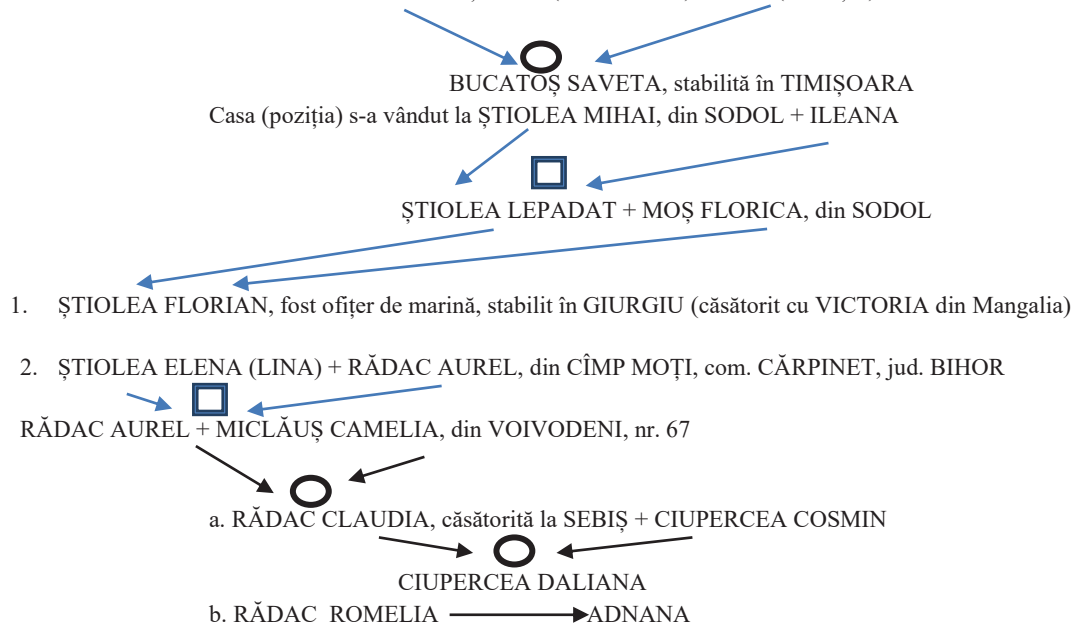 BUCATOȘ SAVETA, stabilită în TIMIȘOARA
Casa (poziția) s-a vândut la ȘTIOLEA MIHAI, din SODOL + ILEANA
ȘTIOLEA LEPADAT + MOȘ FLORICA, din SODOL
1. ȘTIOLEA FLORIAN, fost ofițer de marină, stabilit în GIURGIU (căsătorit cu VICTORIA din Mangalia)
2. ȘTIOLEA ELENA (LINA) + RĂDAC AUREL, din CÎMP MOȚI, com. CĂRPINET, jud. BIHOR
RĂDAC AUREL + MICLĂUȘ CAMELIA, din VOIVODENI, nr. 67
a. RĂDAC CLAUDIA, căsătorită la SEBIȘ + CIUPERCEA COSMIN
CIUPERCEA DALIANA
b. RĂDAC ROMELIA ADNANA